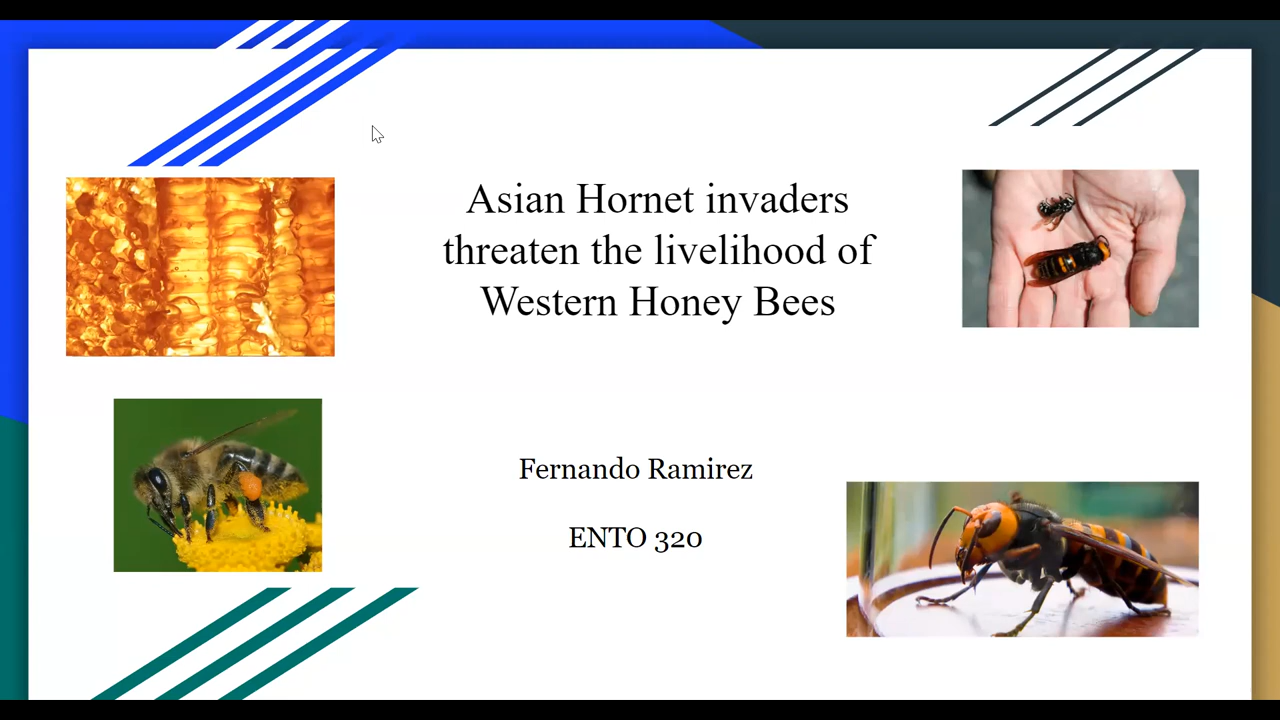 Asian Hornet invaders
threaten the livelihood of
Western Honey Bees
Fernando Ramirez
ENTO 320